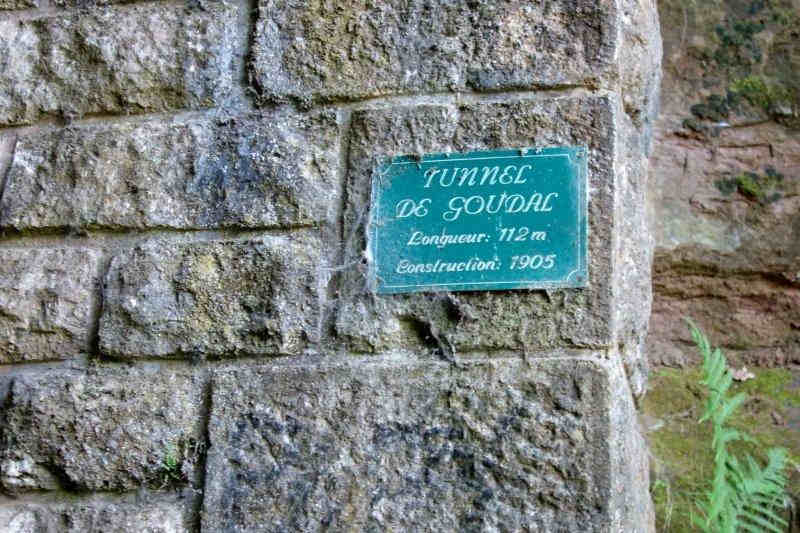 TUNNEL
DE GOUDAL
Longueur: 112 m
Construction: 1905